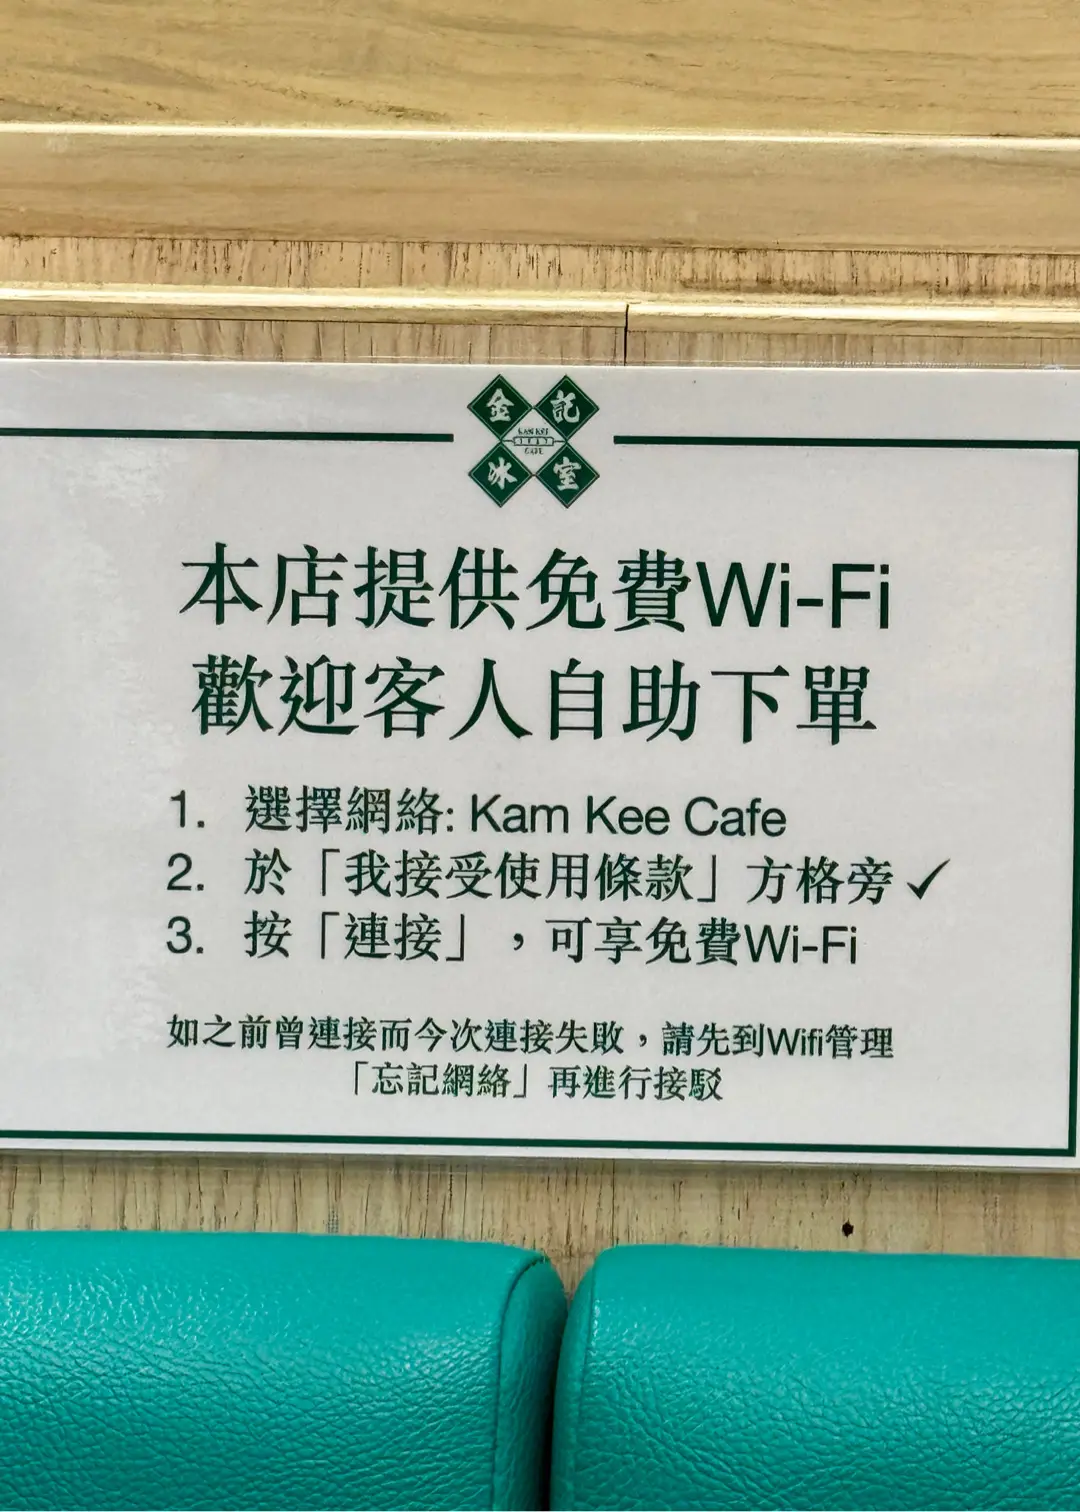 金記
KAM KEE
CAFE
冰室
本店提供免費Wi-Fi
歡迎客人自助下單
1. 選擇網絡: Kam Kee Cafe
2. 於「我接受使用條款」方格旁✓
3. 按「連接」，可享免費Wi-Fi
如之前曾連接而今次連接失敗，請先到Wifi管理
「忘記網絡」再進行接駁